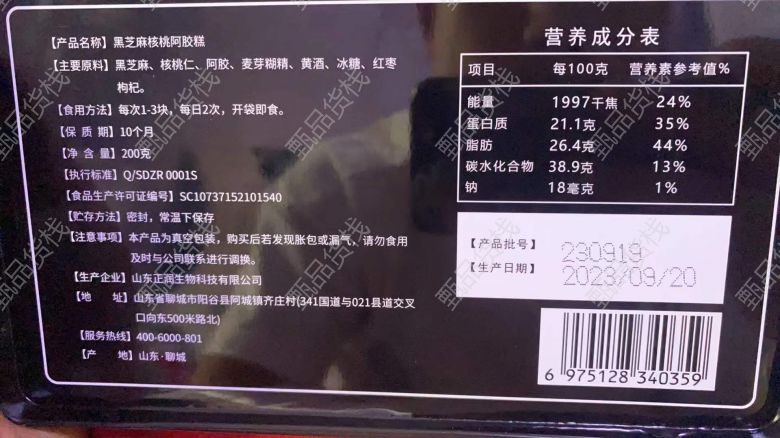 【产品名称】黑芝麻核桃阿胶糕
【主要原料】黑芝麻、核桃仁、阿胶、麦芽糊精、黄酒、冰糖、红枣
枸杞。
【食用方法】每次1-3块，每日2次，开袋即食。
【保 质 期】10个月
【净 含 量】200克
【执行标准】Q/SDZR 0001S
【食品生产许可证编号】SC10737152101540
【贮存方法】密封，常温下保存
【注意事项】本产品为真空包装，购买后若发现胀包或漏气，请勿食用
及时与公司联系进行调换。
【生产企业】山东正润生物科技有限公司
【地 址】山东省聊城市阳谷县阿城镇齐庄村(341国道与021县道交叉
口向东500米路北)
【服务热线】400-6000-801
【产 地】山东·聊城
营养成分表
项目 每100克 营养素参考值%
能量 1997千焦 24%
蛋白质 21.1克 35%
脂肪 26.4克 44%
碳水化合物 38.9克 13%
钠 18毫克 1%
【产品批号】 230919
【生产日期】 2023/09/20
6 975128 340359
甄品货栈